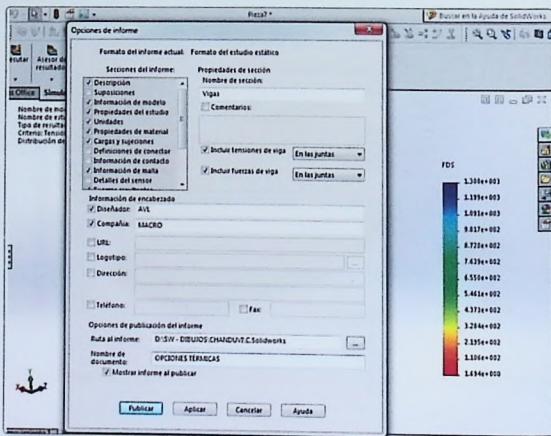 Pieza7 *
Buscar en la Ayuda de SolidWorks
Opciones de informe
Formato del informe actual: Formato del estudio estático
Secciones del informe:
Propiedades de sección
Nombre de sección:
Vigas
Comentarios:
Descripción
Suposiciones
Información de modelo
Propiedades del estudio
Unidades
Propiedades de material
Cargas y sujeciones
Definiciones de conector
Información de contacto
Información de malla
Detalles del sensor
Incluir tensiones de viga
En las juntas
Incluir fuerzas de viga
En las juntas
Información de encabezado
Diseñador: AVL
Compañía: MACRO
URL:
Logotipo:
Dirección:
Teléfono:
Fax:
Opciones de publicación del informe
Ruta al informe:
Nombre de documento: OPCIONES TERMICAS
Mostrar informe al publicar
Publicar
Aplicar
Cancelar
Ayuda
Asesor de
resultado
Office
Simula
Nombre de mo
Nombre de est
Tipo de resulta
Criterio: Tensión
Distribución de
FDS
1.308e+003
1.199e+003
1.091e+003
9.817e+002
8.728e+002
7.639e+002
6.550e+002
5.461e+002
4.373e+002
3.284e+002
2.195e+002
1.106e+002
1.694e+000
Y
X